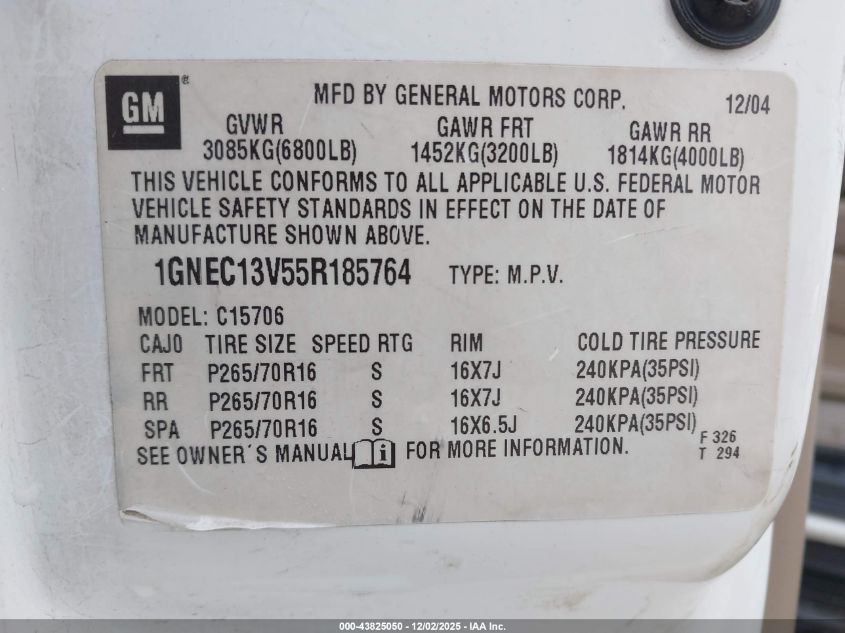 GM ®
MFD BY GENERAL MOTORS CORP. 12/04
GVWR GAWR FRT GAWR RR
3085KG(6800LB) 1452KG(3200LB) 1814KG(4000LB)
THIS VEHICLE CONFORMS TO ALL APPLICABLE U.S. FEDERAL MOTOR
VEHICLE SAFETY STANDARDS IN EFFECT ON THE DATE OF
MANUFACTURE SHOWN ABOVE.
1GNEC13V55R185764 TYPE: M.P.V.
MODEL: C15706
CAJ0 TIRE SIZE SPEED RTG RIM COLD TIRE PRESSURE
FRT P265/70R16 S 16X7J 240KPA(35PSI)
RR P265/70R16 S 16X7J 240KPA(35PSI)
SPA P265/70R16 S 16X6.5J 240KPA(35PSI)
F 326
SEE OWNER´S MANUAL i FOR MORE INFORMATION. T 294
000-43825050 • 12/02/2025 - IAA Inc.